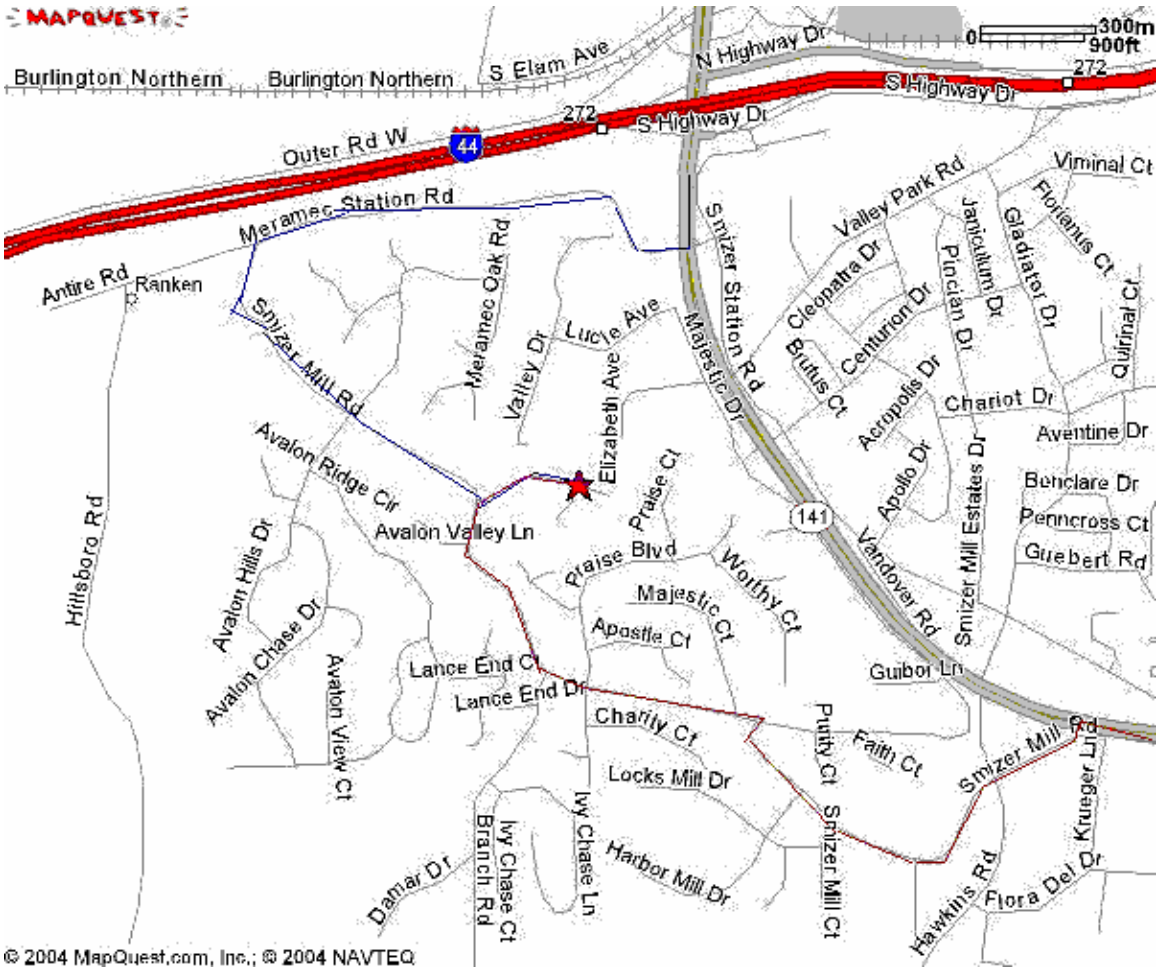 MAPQUEST
0 300m
900ft
N Highway Dr
S Elam Ave
Burlington Northern Burlington Northern
272
S Highway Dr
272
S Highway Dr
Outer Rd W
44
Meramec Station Rd
Antire Rd
Ranken
Viminal Ct
Valley Park Rd
Florianus Ct
Janiculum Dr
Gladiator Dr
Pincian Dr
Cleopatra Dr
Centurion Dr
Brutus Ct
Quirinal Ct
Smizer Station Rd
Majestic Dr
Meramec Oak Rd
Lucie Ave
Valley Dr
Elizabeth Ave
Smizer Mill Rd
Acropolis Dr
Chariot Dr
Aventine Dr
Apollo Dr
Smizer Mill Estates Dr
Benclare Dr
Penncross Ct
Guebert Rd
Avalon Ridge Cir
Praise Ct
141
Vandover Rd
Avalon Valley Ln
Hillsboro Rd
Avalon Hills Dr
Praise Blvd
Worthy Ct
Majestic Ct
Apostle Ct
Avalon Chase Dr
Avalon View Ct
Lance End Ct
Lance End Dr
Guibor Ln
Charity Ct
Purity Ct
Faith Ct
Smizer Mill Rd
Krueger Ln
Locks Mill Dr
Ivy Chase Ln
Smizer Mill Ct
Harbor Mill Dr
Damar Dr
Branch Rd
Ivy Chase Ct
Hawkins Rd
Flora Del Dr
© 2004 MapQuest.com, Inc.; © 2004 NAVTEQ